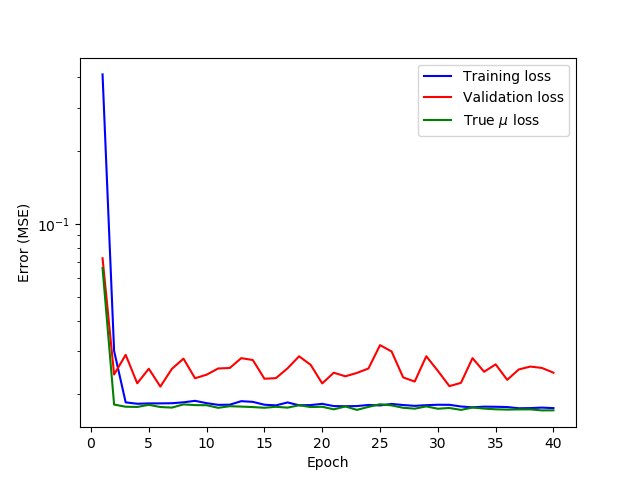 Training loss
Validation loss
True μ loss
10⁻¹
Error (MSE)
0 5 10 15 20 25 30 35 40
Epoch